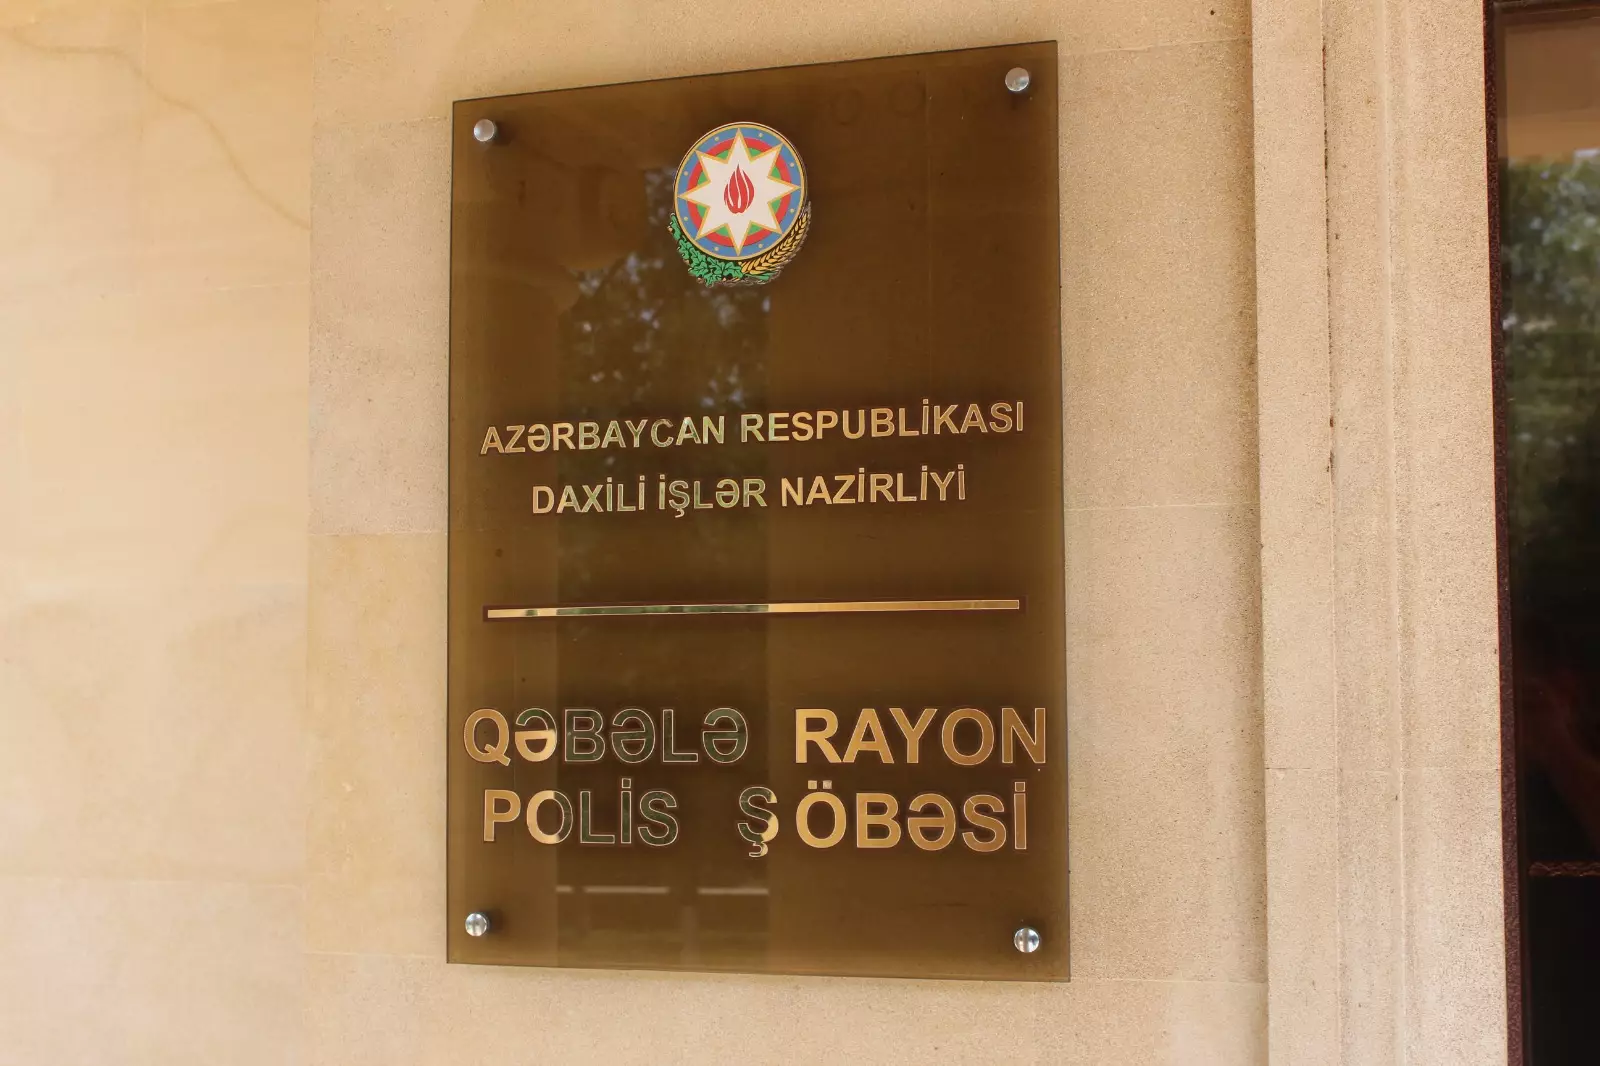 AZƏRBAYCAN RESPUBLİKASI
DAXİLİ İŞLƏR NAZİRLİYİ
QƏBƏLƏ RAYON
POLİS ŞÖBƏSİ